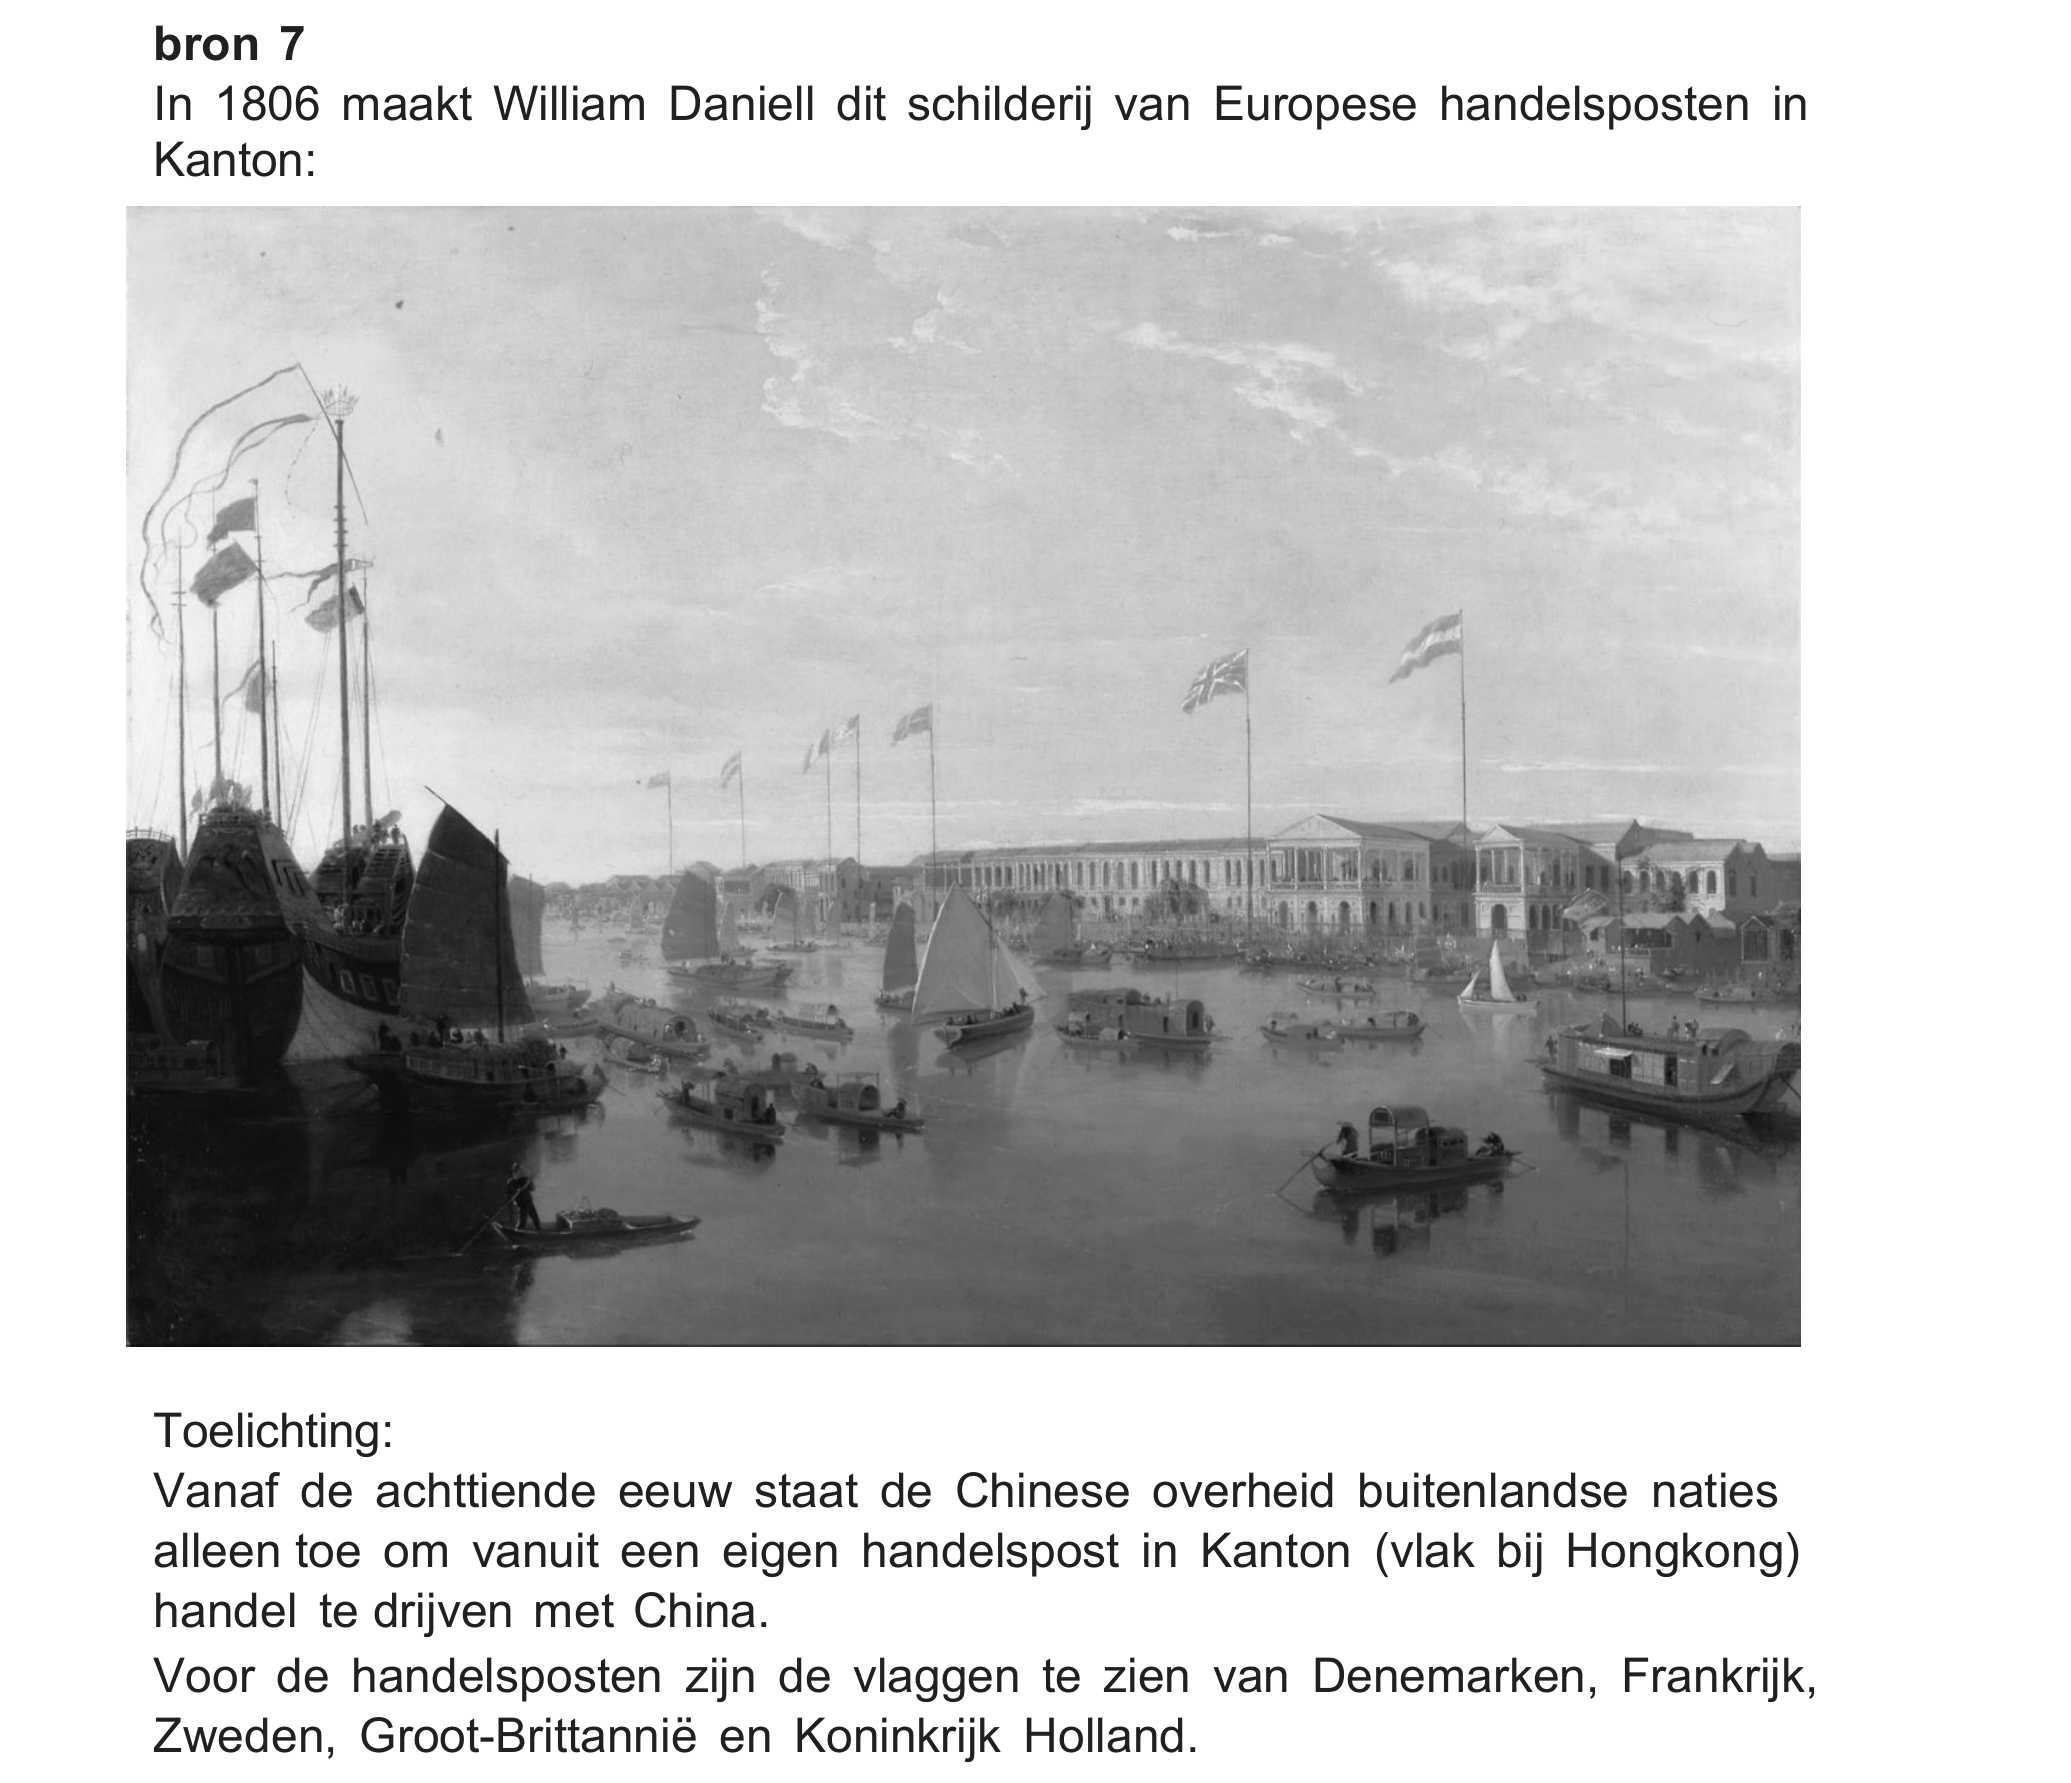 bron 7
In 1806 maakt William Daniell dit schilderij van Europese handelsposten in
Kanton:
Toelichting:
Vanaf de achttiende eeuw staat de Chinese overheid buitenlandse naties
alleen toe om vanuit een eigen handelspost in Kanton (vlak bij Hongkong)
handel te drijven met China.
Voor de handelsposten zijn de vlaggen te zien van Denemarken, Frankrijk,
Zweden, Groot-Brittannië en Koninkrijk Holland.